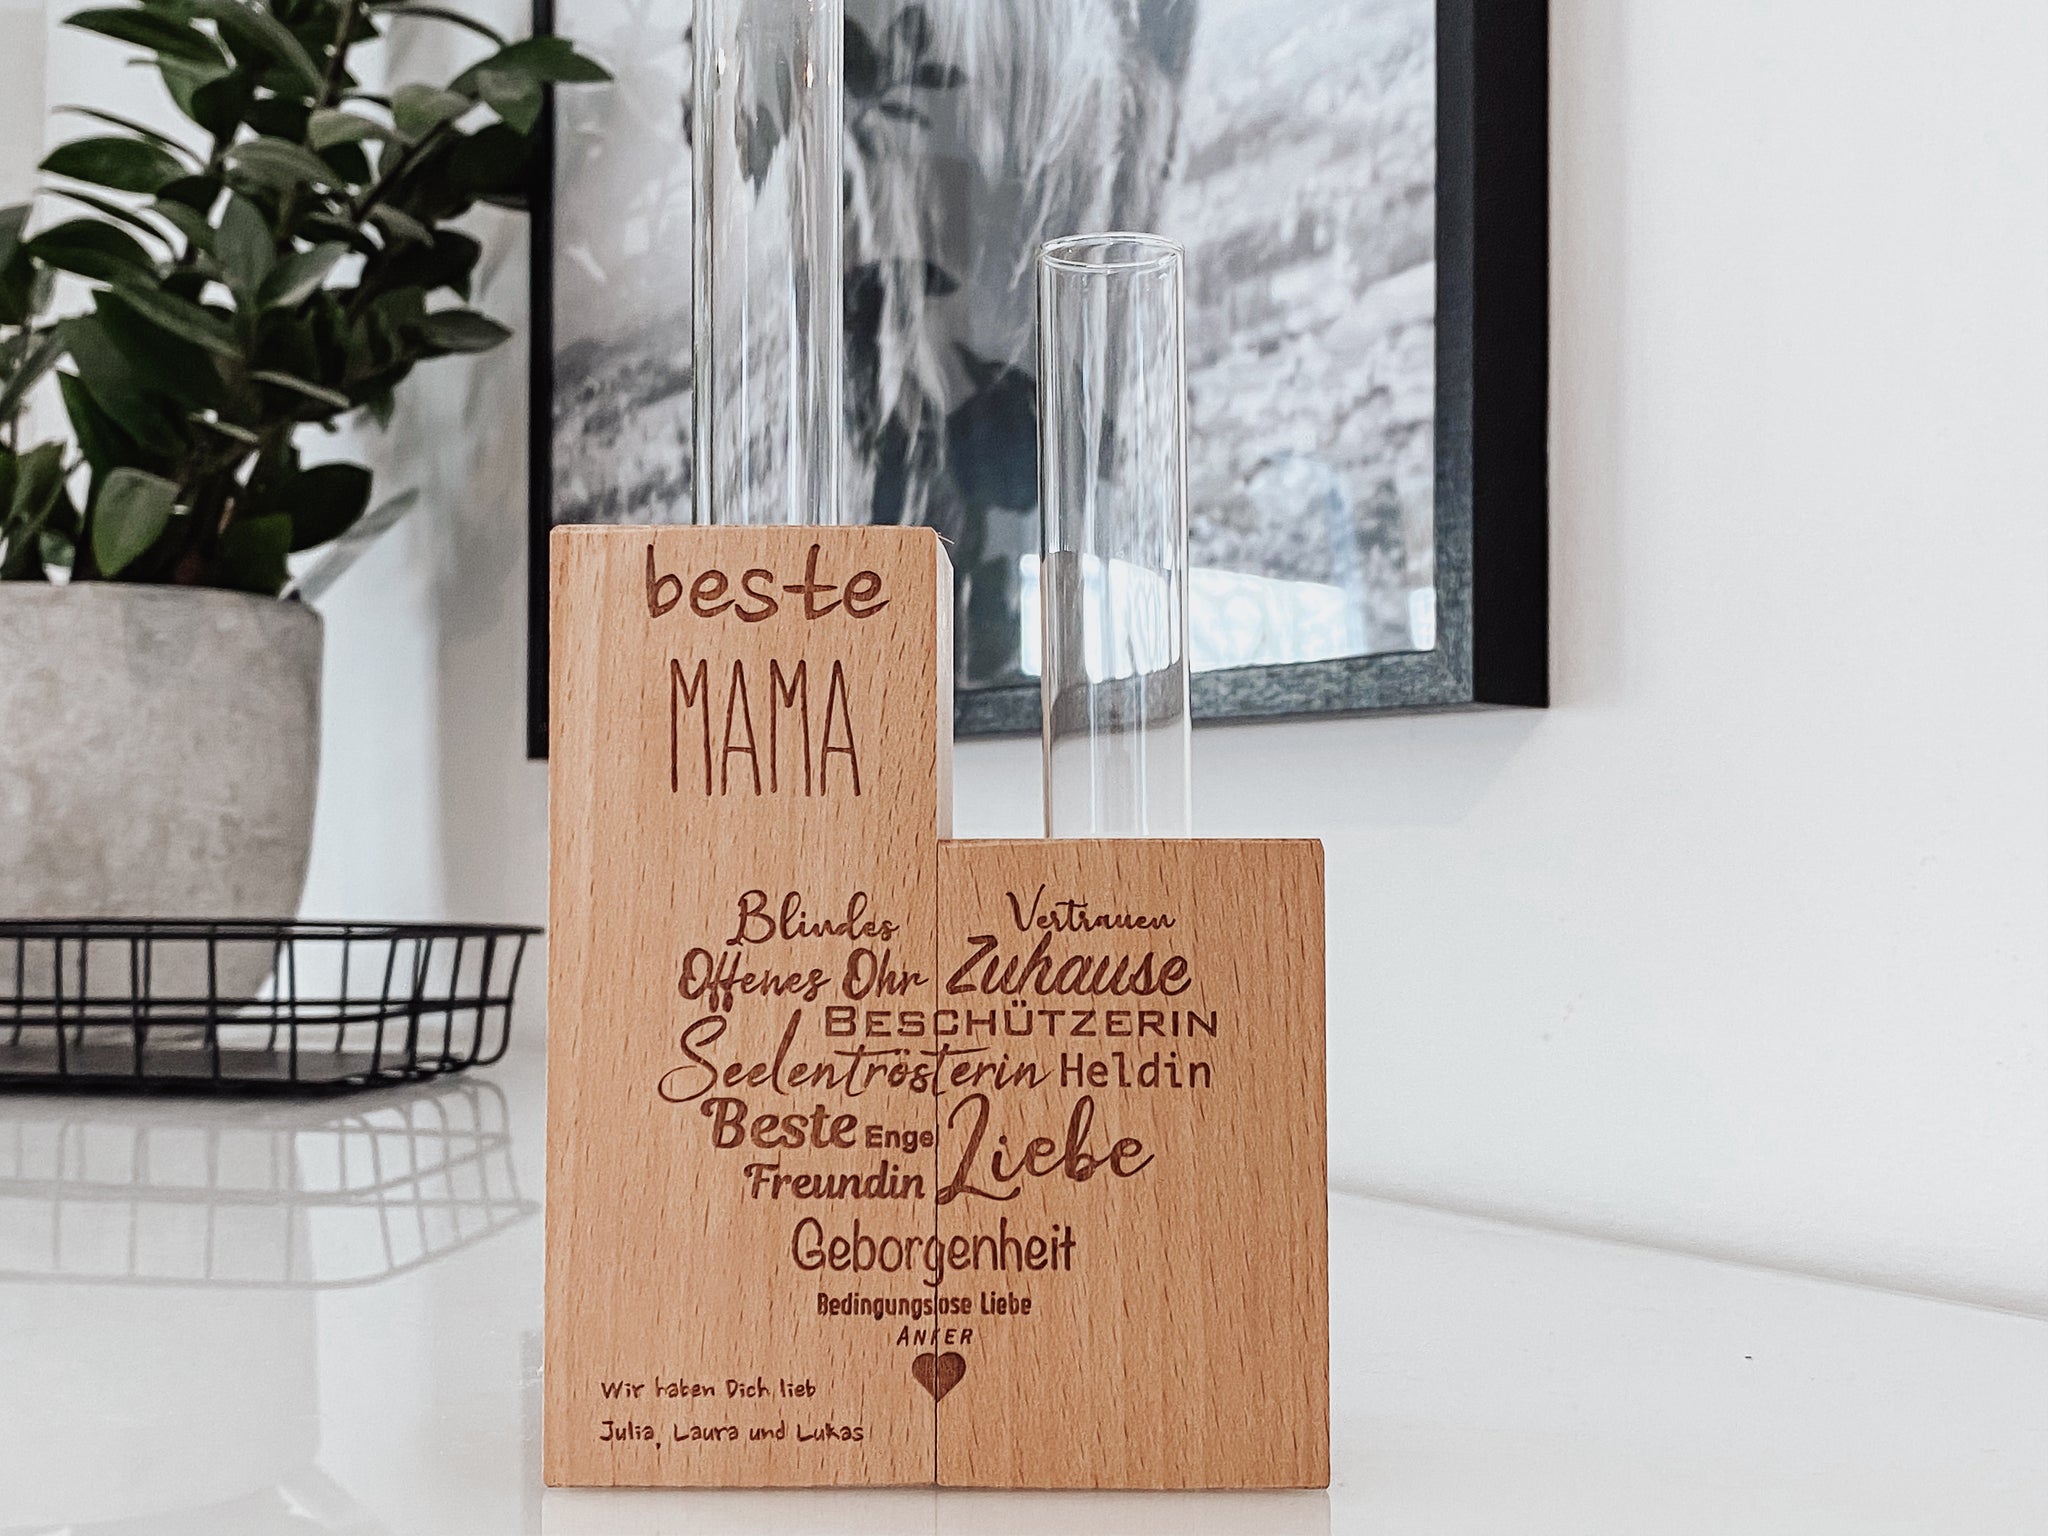 beste
MAMA
Blindes Vertrauen
Offenes Ohr Zuhause
BESCHÜTZERIN
Seelentrösterin Heldin
Beste Engel Liebe
Freundin
Geborgenheit
Bedingungslose Liebe
ANKER
Wir haben Dich lieb
Julia, Laura und Lukas